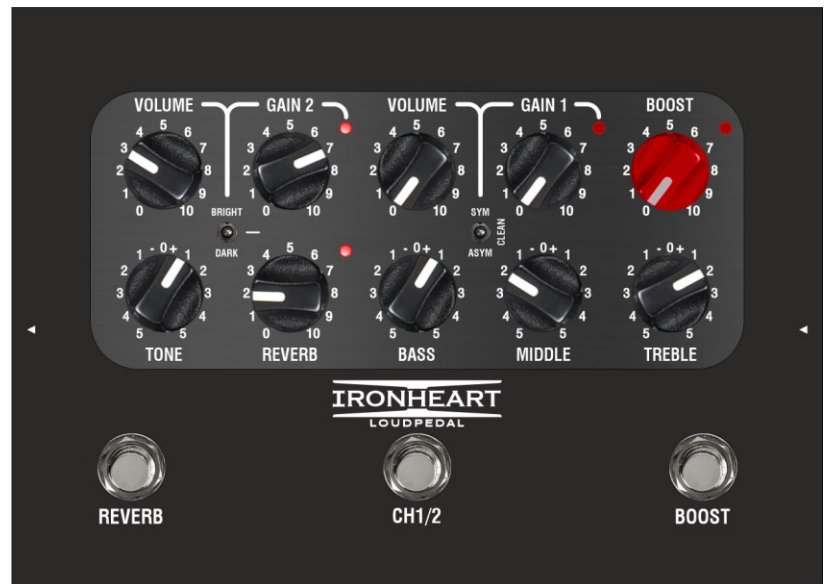 VOLUME GAIN 2 VOLUME GAIN 1 BOOST
0 1 2 3 4 5 6 7 8 9 10
0 1 2 3 4 5 6 7 8 9 10
0 1 2 3 4 5 6 7 8 9 10
0 1 2 3 4 5 6 7 8 9 10
0 1 2 3 4 5 6 7 8 9 10
BRIGHT
DARK
SYM
ASYM
CLEAN
5 4 3 2 1 - 0 + 1 2 3 4 5
0 1 2 3 4 5 6 7 8 9 10
5 4 3 2 1 - 0 + 1 2 3 4 5
5 4 3 2 1 - 0 + 1 2 3 4 5
5 4 3 2 1 - 0 + 1 2 3 4 5
TONE REVERB BASS MIDDLE TREBLE
IRONHEART
LOUDPEDAL
REVERB CH1/2 BOOST